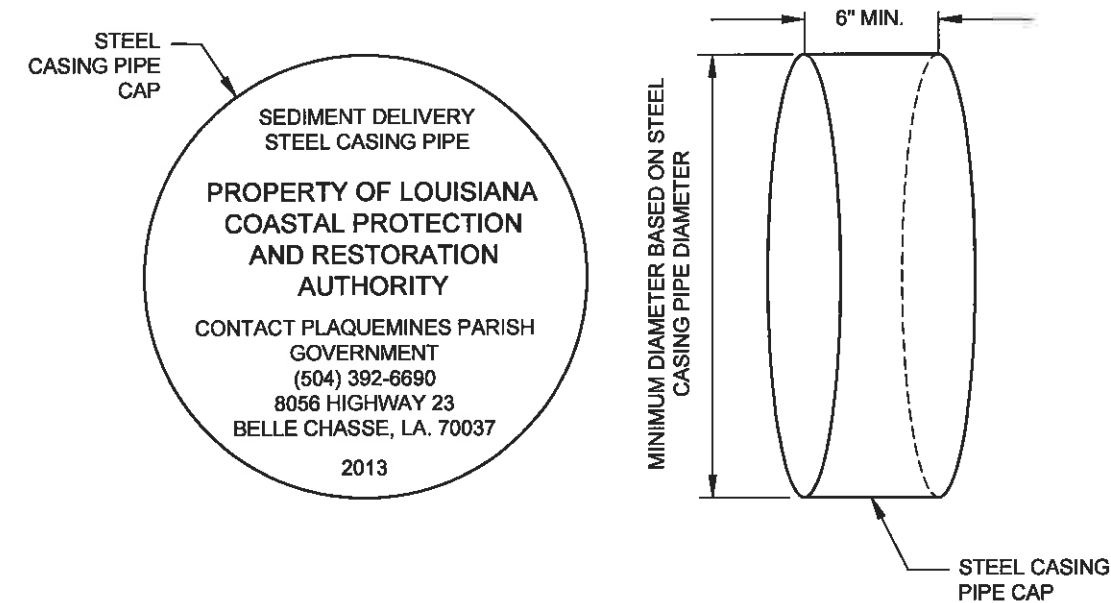 STEEL
CASING PIPE
CAP
SEDIMENT DELIVERY
STEEL CASING PIPE
PROPERTY OF LOUISIANA
COASTAL PROTECTION
AND RESTORATION
AUTHORITY
CONTACT PLAQUEMINES PARISH
GOVERNMENT
(504) 392-6690
8056 HIGHWAY 23
BELLE CHASSE, LA. 70037
2013
6" MIN.
MINIMUM DIAMETER BASED ON STEEL
CASING PIPE DIAMETER
STEEL CASING
PIPE CAP